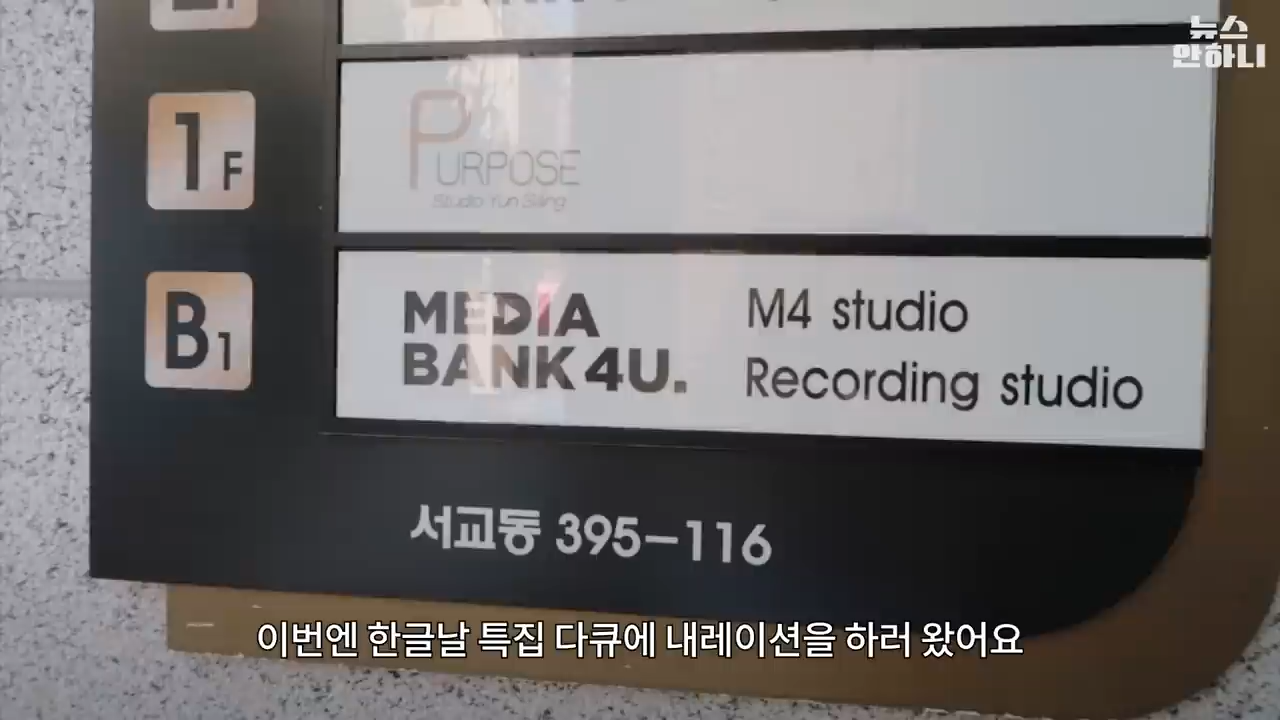 뉴스
안하니
1F
PURPOSE
Studio Yun Slling
B1
MEDIA
BANK4U.
M4 studio
Recording studio
서교동 395-116
이번엔 한글날 특집 다큐에 내레이션을 하러 왔어요